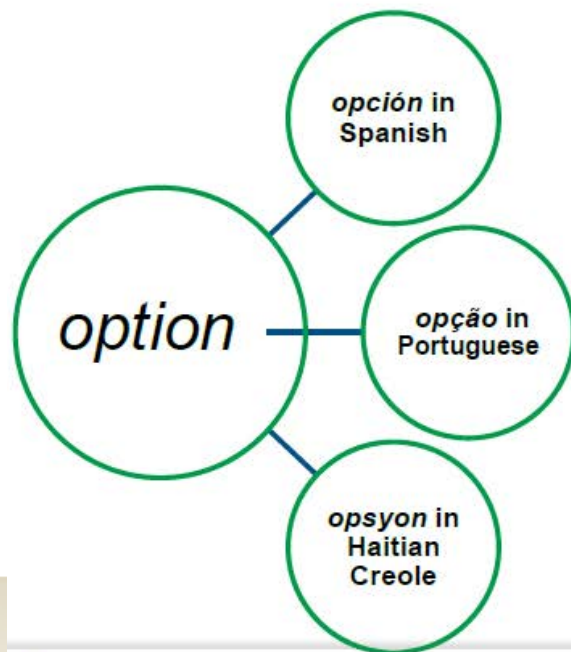 opción in
Spanish
option
opção in
Portuguese
opsyon in
Haitian
Creole